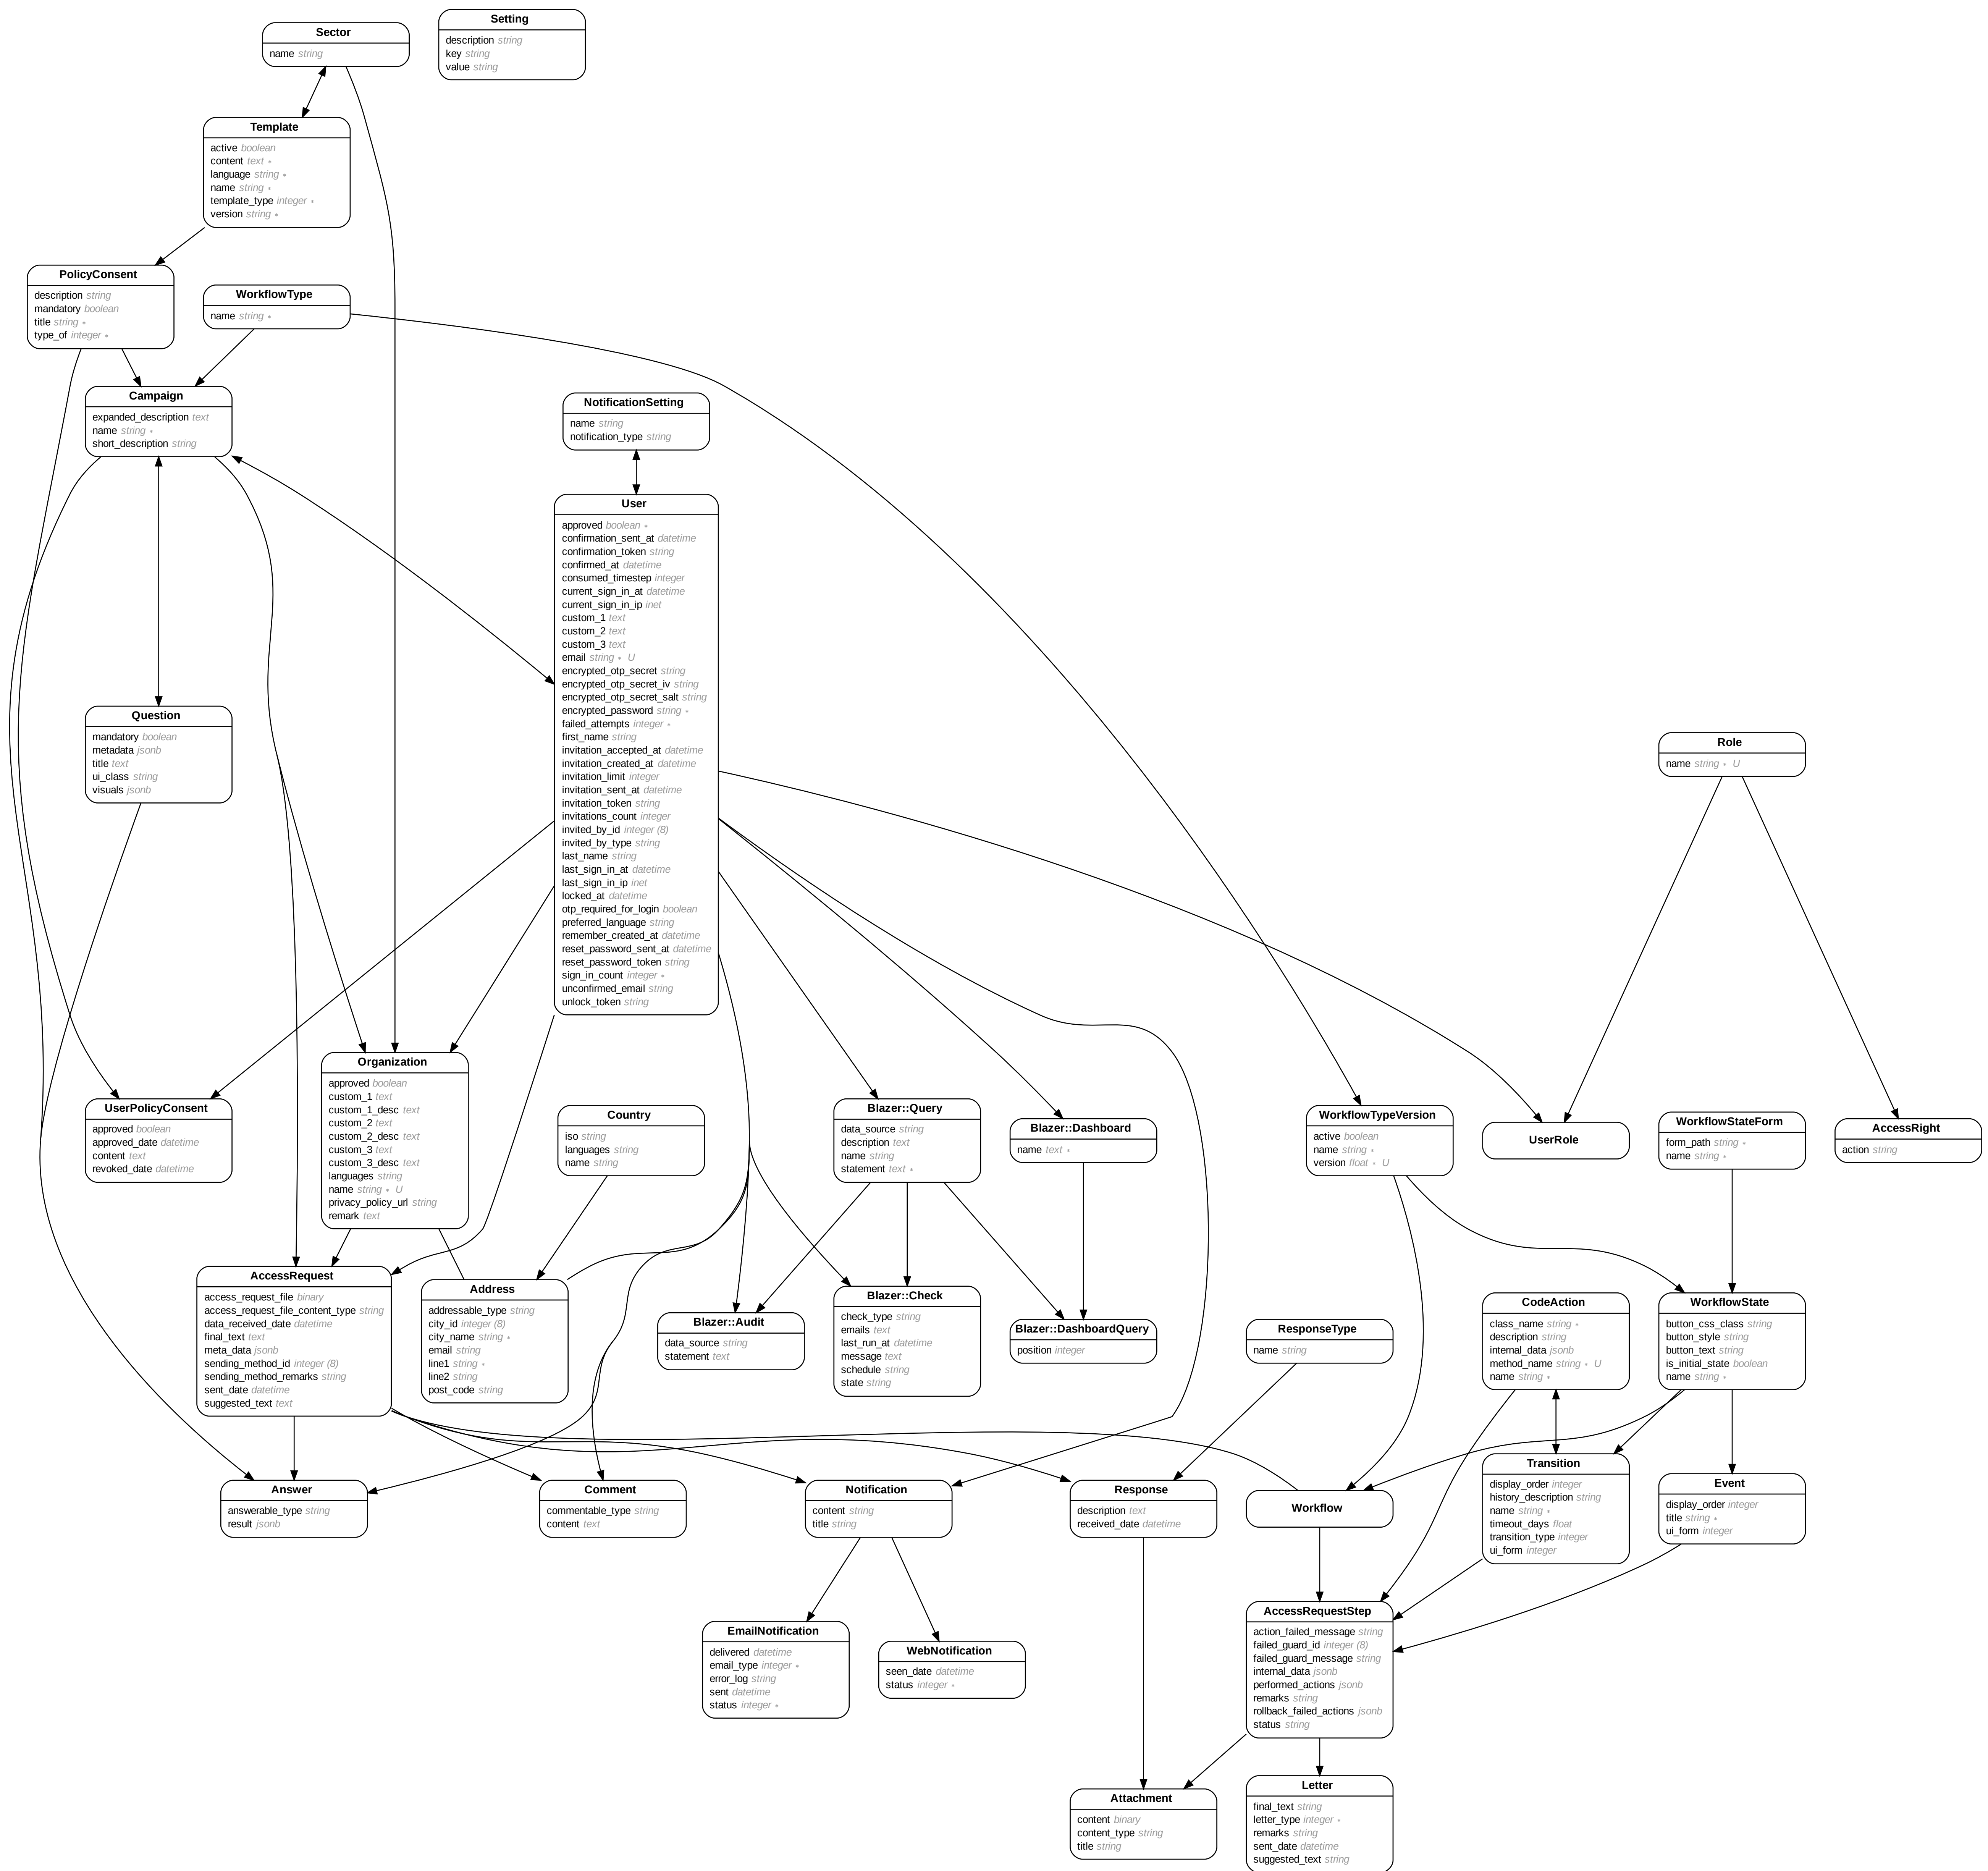 Setting
description string
key string
value string
Sector
name string
Template
active boolean
content text *
language string *
name string *
template_type integer *
version string *
PolicyConsent
description string
mandatory boolean
title string *
type_of integer *
WorkflowType
name string *
Campaign
expanded_description text
name string *
short_description string
NotificationSetting
name string
notification_type string
User
approved boolean *
confirmation_sent_at datetime
confirmation_token string
confirmed_at datetime
consumed_timestep integer
current_sign_in_at datetime
current_sign_in_ip inet
custom_1 text
custom_2 text
custom_3 text
email string * U
encrypted_otp_secret string
encrypted_otp_secret_iv string
encrypted_otp_secret_salt string
encrypted_password string *
failed_attempts integer *
first_name string
invitation_accepted_at datetime
invitation_created_at datetime
invitation_limit integer
invitation_sent_at datetime
invitation_token string
invitations_count integer
invited_by_id integer (8)
invited_by_type string
last_name string
last_sign_in_at datetime
last_sign_in_ip inet
locked_at datetime
otp_required_for_login boolean
preferred_language string
remember_created_at datetime
reset_password_sent_at datetime
reset_password_token string
sign_in_count integer *
unconfirmed_email string
unlock_token string
Question
mandatory boolean
metadata jsonb
title text
ui_class string
visuals jsonb
Role
name string * U
Organization
approved boolean
custom_1 text
custom_1_desc text
custom_2 text
custom_2_desc text
custom_3 text
custom_3_desc text
languages string
name string * U
privacy_policy_url string
remark text
UserPolicyConsent
approved boolean
approved_date datetime
content text
revoked_date datetime
Country
iso string
languages string
name string
Blazer::Query
data_source string
description text
name string
statement text *
Blazer::Dashboard
name text *
WorkflowTypeVersion
active boolean
name string *
version float * U
UserRole
WorkflowStateForm
form_path string *
name string *
AccessRight
action string
AccessRequest
access_request_file binary
access_request_file_content_type string
data_received_date datetime
final_text text
meta_data jsonb
sending_method_id integer (8)
sending_method_remarks string
sent_date datetime
suggested_text text
Address
addressable_type string
city_id integer (8)
city_name string *
email string
line1 string *
line2 string
post_code string
Blazer::Audit
data_source string
statement text
Blazer::Check
check_type string
emails text
last_run_at datetime
message text
schedule string
state string
Blazer::DashboardQuery
position integer
ResponseType
name string
CodeAction
class_name string *
description string
internal_data jsonb
method_name string * U
name string *
WorkflowState
button_css_class string
button_style string
button_text string
is_initial_state boolean
name string *
Answer
answerable_type string
result jsonb
Comment
commentable_type string
content text
Notification
content string
title string
Response
description text
received_date datetime
Workflow
Transition
display_order integer
history_description string
name string *
timeout_days float
transition_type integer
ui_form integer
Event
display_order integer
title string *
ui_form integer
EmailNotification
delivered datetime
email_type integer *
error_log string
sent datetime
status integer *
WebNotification
seen_date datetime
status integer *
AccessRequestStep
action_failed_message string
failed_guard_id integer (8)
failed_guard_message string
internal_data jsonb
performed_actions jsonb
remarks string
rollback_failed_actions jsonb
status string
Attachment
content binary
content_type string
title string
Letter
final_text string
letter_type integer *
remarks string
sent_date datetime
suggested_text string